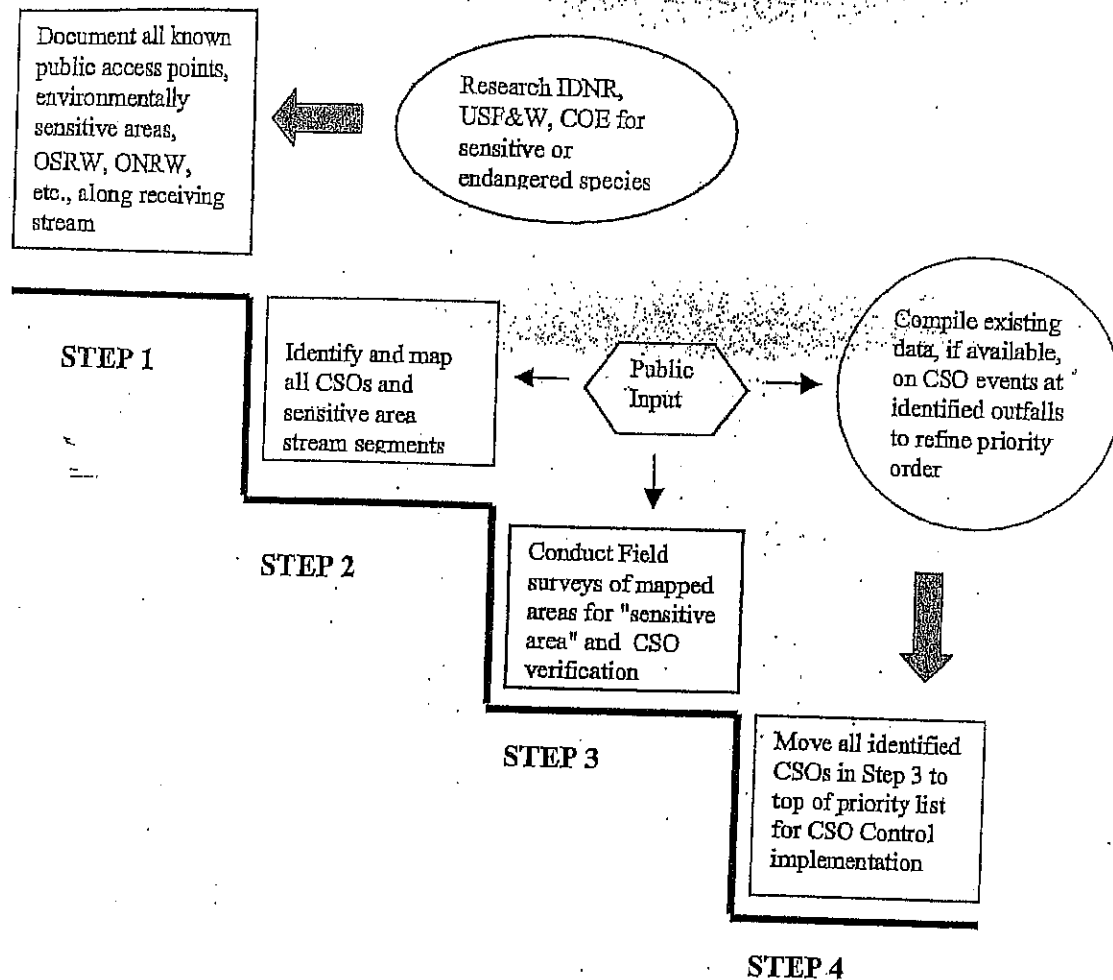 Document all known
public access points,
environmentally
sensitive areas,
OSRW, ONRW,
etc., along receiving
stream
Research IDNR,
USF&W, COE for
sensitive or
endangered species
STEP 1
Identify and map
all CSOs and
sensitive area
stream segments
Public
Input
Compile existing
data, if available,
on CSO events at
identified outfalls
to refine priority
order
STEP 2
Conduct Field
surveys of mapped
areas for "sensitive
area" and CSO
verification
STEP 3
Move all identified
CSOs in Step 3 to
top of priority list
for CSO Control
implementation
STEP 4